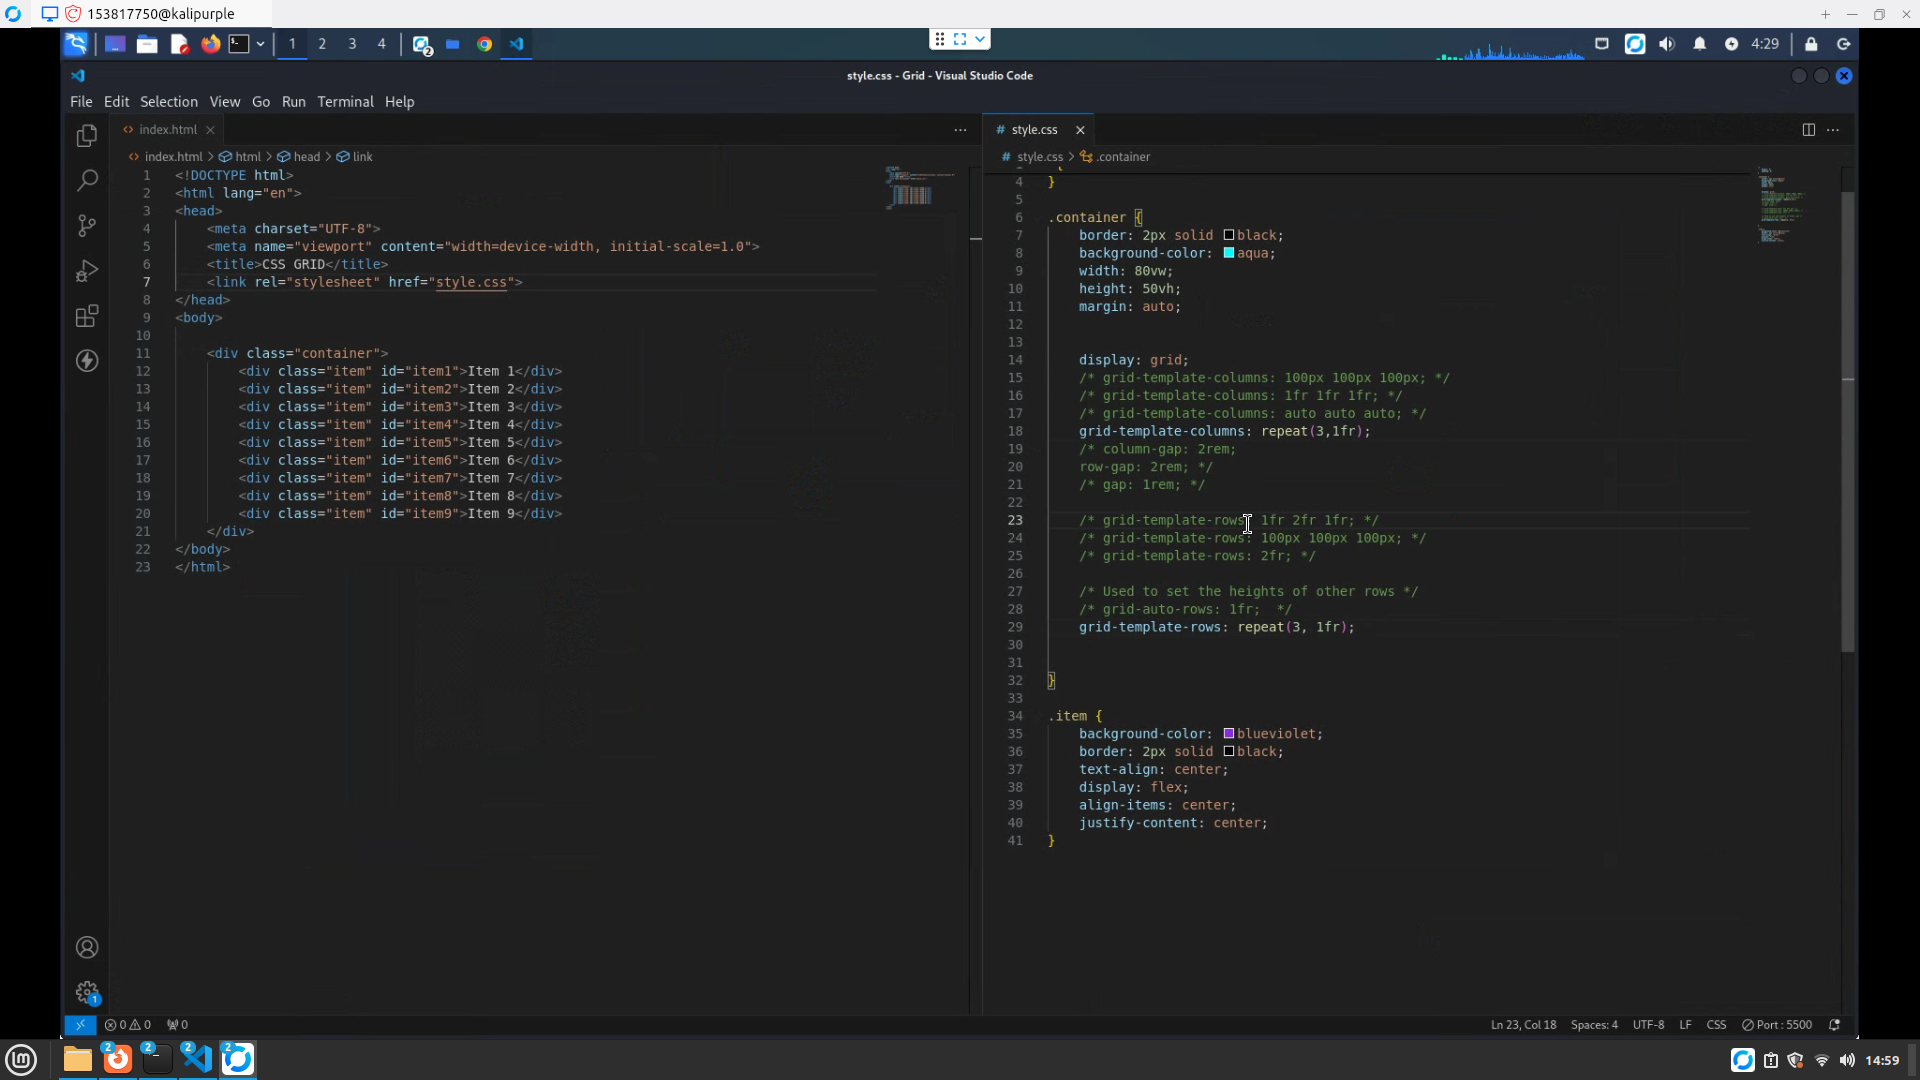 153817750@kalipurple
1 2 3 4
2
4:29
style.css - Grid - Visual Studio Code
File Edit Selection View Go Run Terminal Help
index.html
index.html > html > head > link
1 <!DOCTYPE html>
2 <html lang="en">
3 <head>
4 <meta charset="UTF-8">
5 <meta name="viewport" content="width=device-width, initial-scale=1.0">
6 <title>CSS GRID</title>
7 <link rel="stylesheet" href="style.css">
8 </head>
9 <body>
10
11 <div class="container">
12 <div class="item" id="item1">Item 1</div>
13 <div class="item" id="item2">Item 2</div>
14 <div class="item" id="item3">Item 3</div>
15 <div class="item" id="item4">Item 4</div>
16 <div class="item" id="item5">Item 5</div>
17 <div class="item" id="item6">Item 6</div>
18 <div class="item" id="item7">Item 7</div>
19 <div class="item" id="item8">Item 8</div>
20 <div class="item" id="item9">Item 9</div>
21 </div>
22 </body>
23 </html>
style.css
style.css > .container
4 }
5
6 .container {
7 border: 2px solid black;
8 background-color: aqua;
9 width: 80vw;
10 height: 50vh;
11 margin: auto;
12
13
14 display: grid;
15 /* grid-template-columns: 100px 100px 100px; */
16 /* grid-template-columns: 1fr 1fr 1fr; */
17 /* grid-template-columns: auto auto auto; */
18 grid-template-columns: repeat(3,1fr);
19 /* column-gap: 2rem;
20 row-gap: 2rem; */
21 /* gap: 1rem; */
22
23 /* grid-template-rows: 1fr 2fr 1fr; */
24 /* grid-template-rows: 100px 100px 100px; */
25 /* grid-template-rows: 2fr; */
26
27 /* Used to set the heights of other rows */
28 /* grid-auto-rows: 1fr;  */
29 grid-template-rows: repeat(3, 1fr);
30
31
32 }
33
34 .item {
35 background-color: blueviolet;
36 border: 2px solid black;
37 text-align: center;
38 display: flex;
39 align-items: center;
40 justify-content: center;
41 }
1
0 0 0
Ln 23, Col 18 Spaces: 4 UTF-8 LF CSS Port : 5500
2 2 2 2
14:59